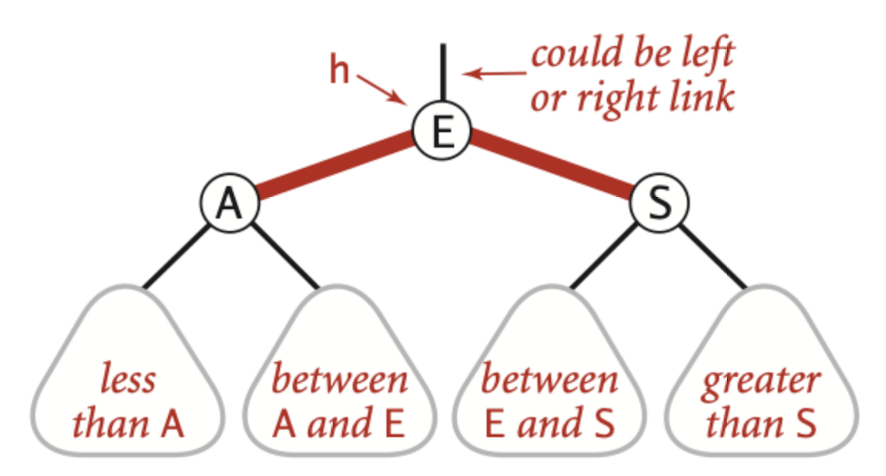 h
could be left
or right link
E
A
S
less
than A
between
A and E
between
E and S
greater
than S